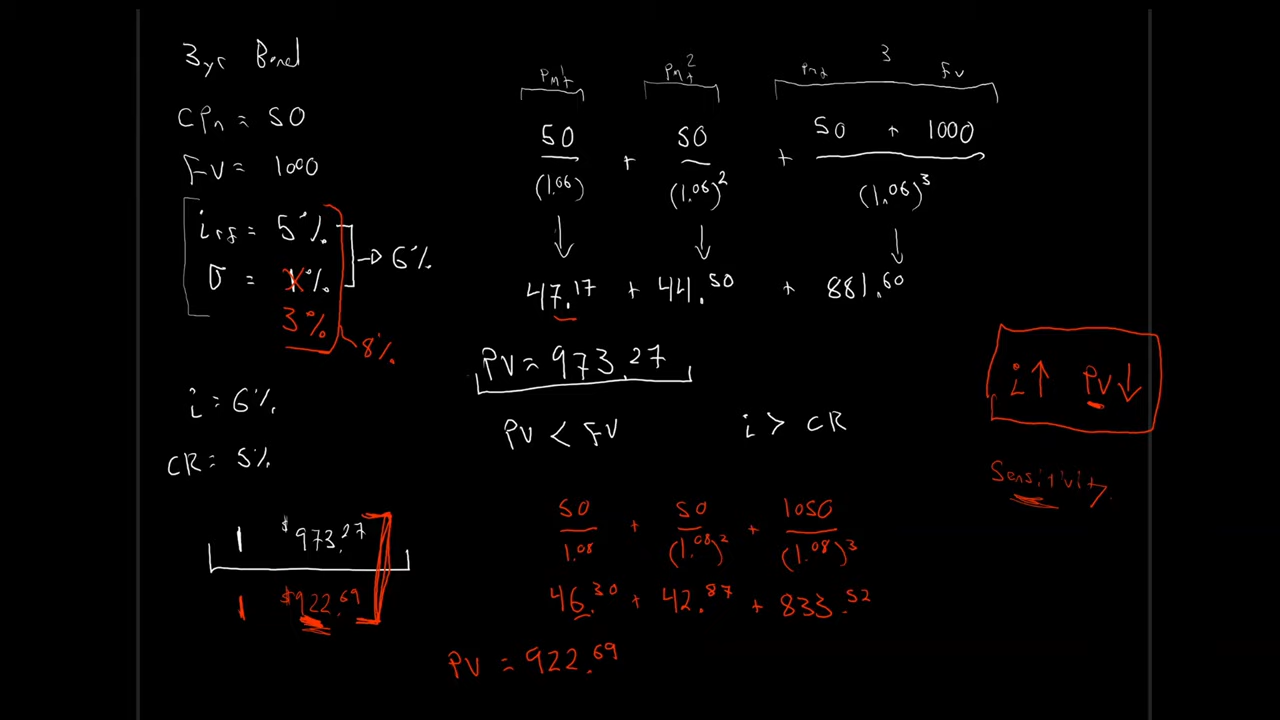 3yr Bond
CPn = 50
FV = 1000
i rf = 5%
σ = 1%
→ 6%
3%
8%
i = 6%
CR = 5%
1 $973.27
1 $922.69
Pmt 1 Pmt 2 Pmt 3 FV
50/(1.06) + 50/(1.06)² + 50 + 1000/(1.06)³
47.17 + 44.50 + 881.60
PV = 973.27
PV < FV i > CR
50/1.08 + 50/(1.08)² + 1050/(1.08)³
46.30 + 42.87 + 833.52
PV = 922.69
i↑ PV↓
Sensitivity